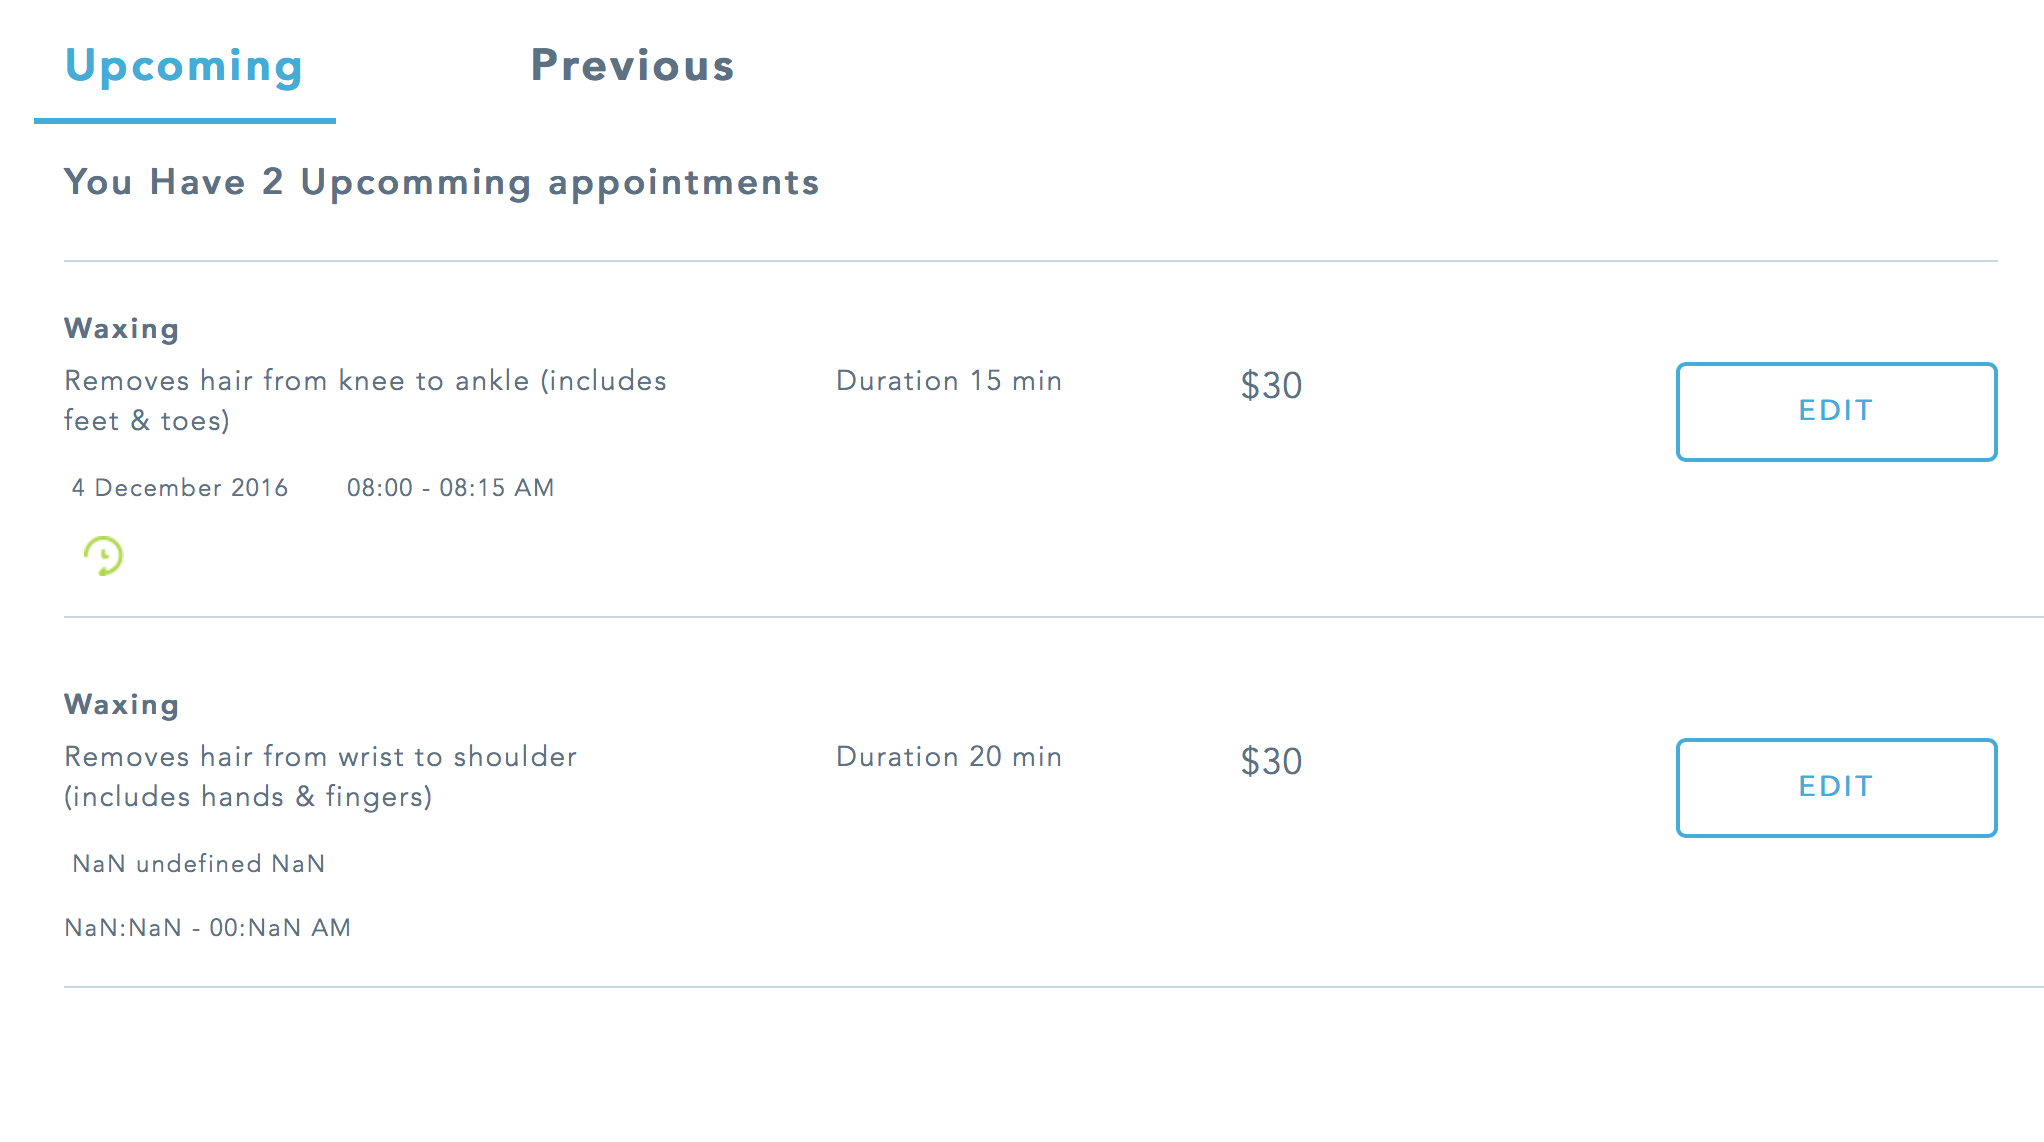 Upcoming Previous
You Have 2 Upcomming appointments
Waxing
Removes hair from knee to ankle (includes
feet & toes)
Duration 15 min
$30
EDIT
4 December 2016 08:00 - 08:15 AM
Waxing
Removes hair from wrist to shoulder
(includes hands & fingers)
Duration 20 min
$30
EDIT
NaN undefined NaN
NaN:NaN - 00:NaN AM